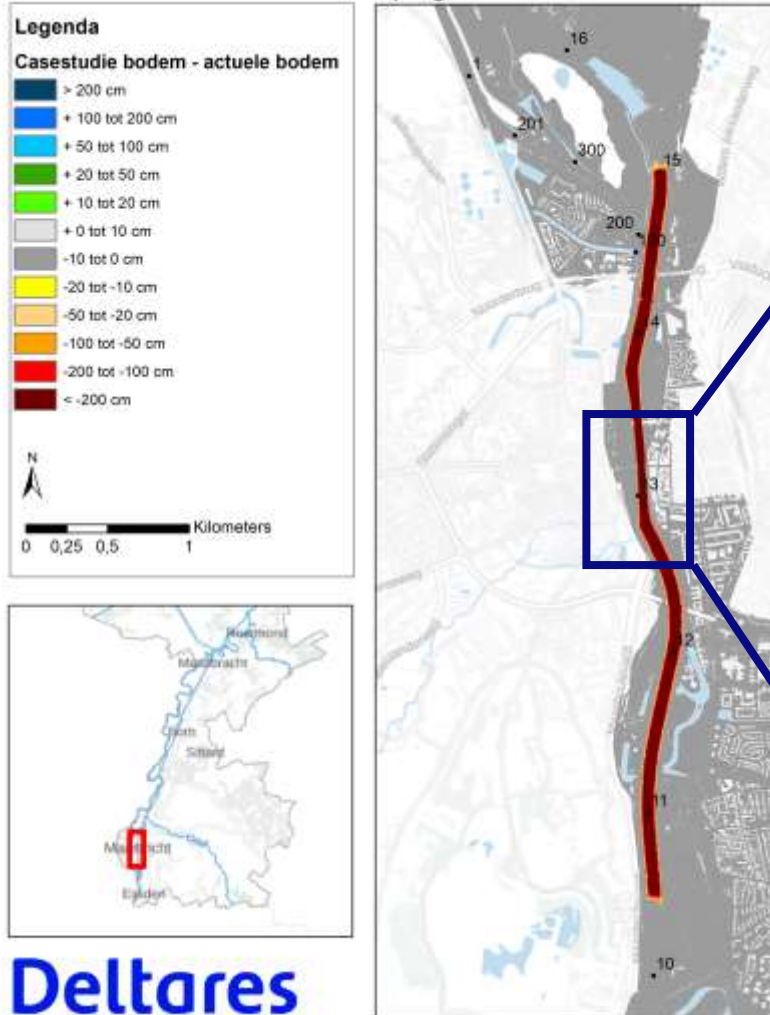 Legenda
Casestudie bodem - actuele bodem
> 200 cm
+ 100 tot 200 cm
+ 50 tot 100 cm
+ 20 tot 50 cm
+ 10 tot 20 cm
+ 0 tot 10 cm
-10 tot 0 cm
-20 tot -10 cm
-50 tot -20 cm
-100 tot -50 cm
-200 tot -100 cm
< -200 cm
N
Kilometers
0 0,25 0,5 1
Roermond
Maasbracht
Born
Sittard
Maastricht
Eijsden
Deltares
16
1
201
300
15
200
12
11
10